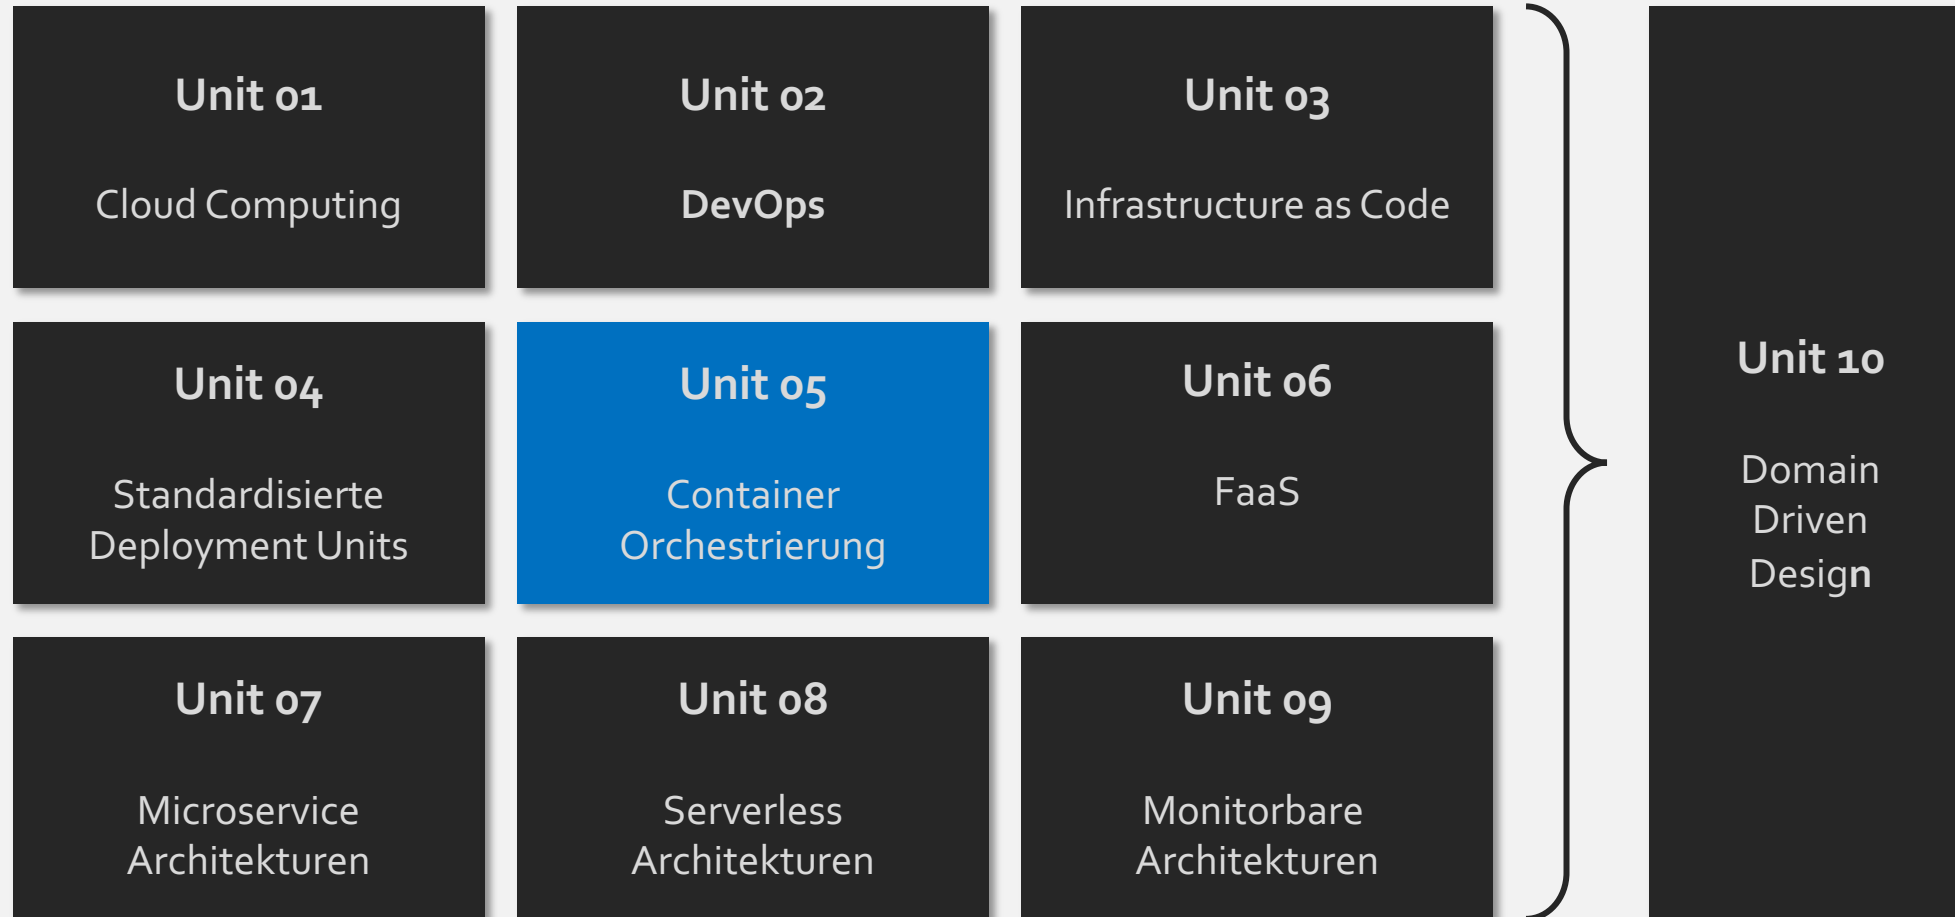 Unit 01
Cloud Computing
Unit 02
DevOps
Unit 03
Infrastructure as Code
Unit 04
Standardisierte
Deployment Units
Unit 05
Container
Orchestrierung
Unit 06
FaaS
Unit 07
Microservice
Architekturen
Unit 08
Serverless
Architekturen
Unit 09
Monitorbare
Architekturen
Unit 10
Domain
Driven
Design